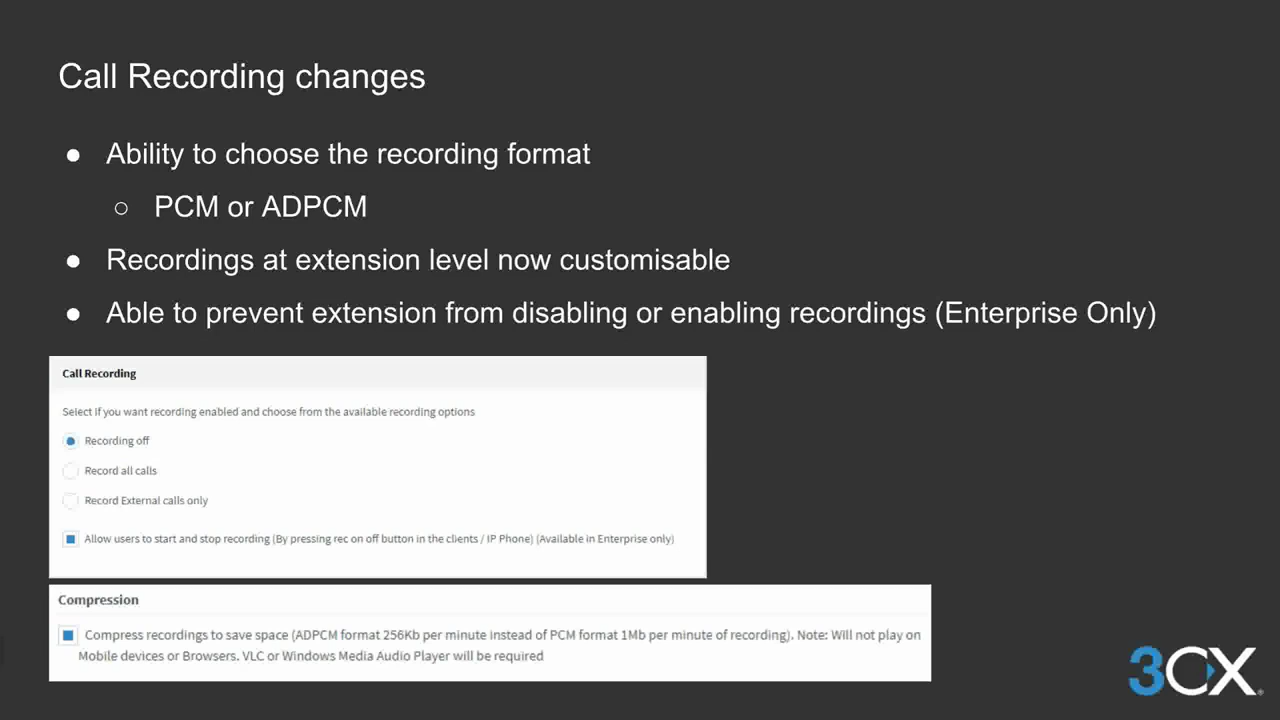 Call Recording changes
● Ability to choose the recording format
○ PCM or ADPCM
● Recordings at extension level now customisable
● Able to prevent extension from disabling or enabling recordings (Enterprise Only)
Call Recording
Select if you want recording enabled and choose from the available recording options
Recording off
Record all calls
Record External calls only
Allow users to start and stop recording (By pressing rec on off button in the clients / IP Phone) (Available in Enterprise only)
Compression
Compress recordings to save space (ADPCM format 256Kb per minute instead of PCM format 1Mb per minute of recording). Note: Will not play on
Mobile devices or Browsers. VLC or Windows Media Audio Player will be required
3CX